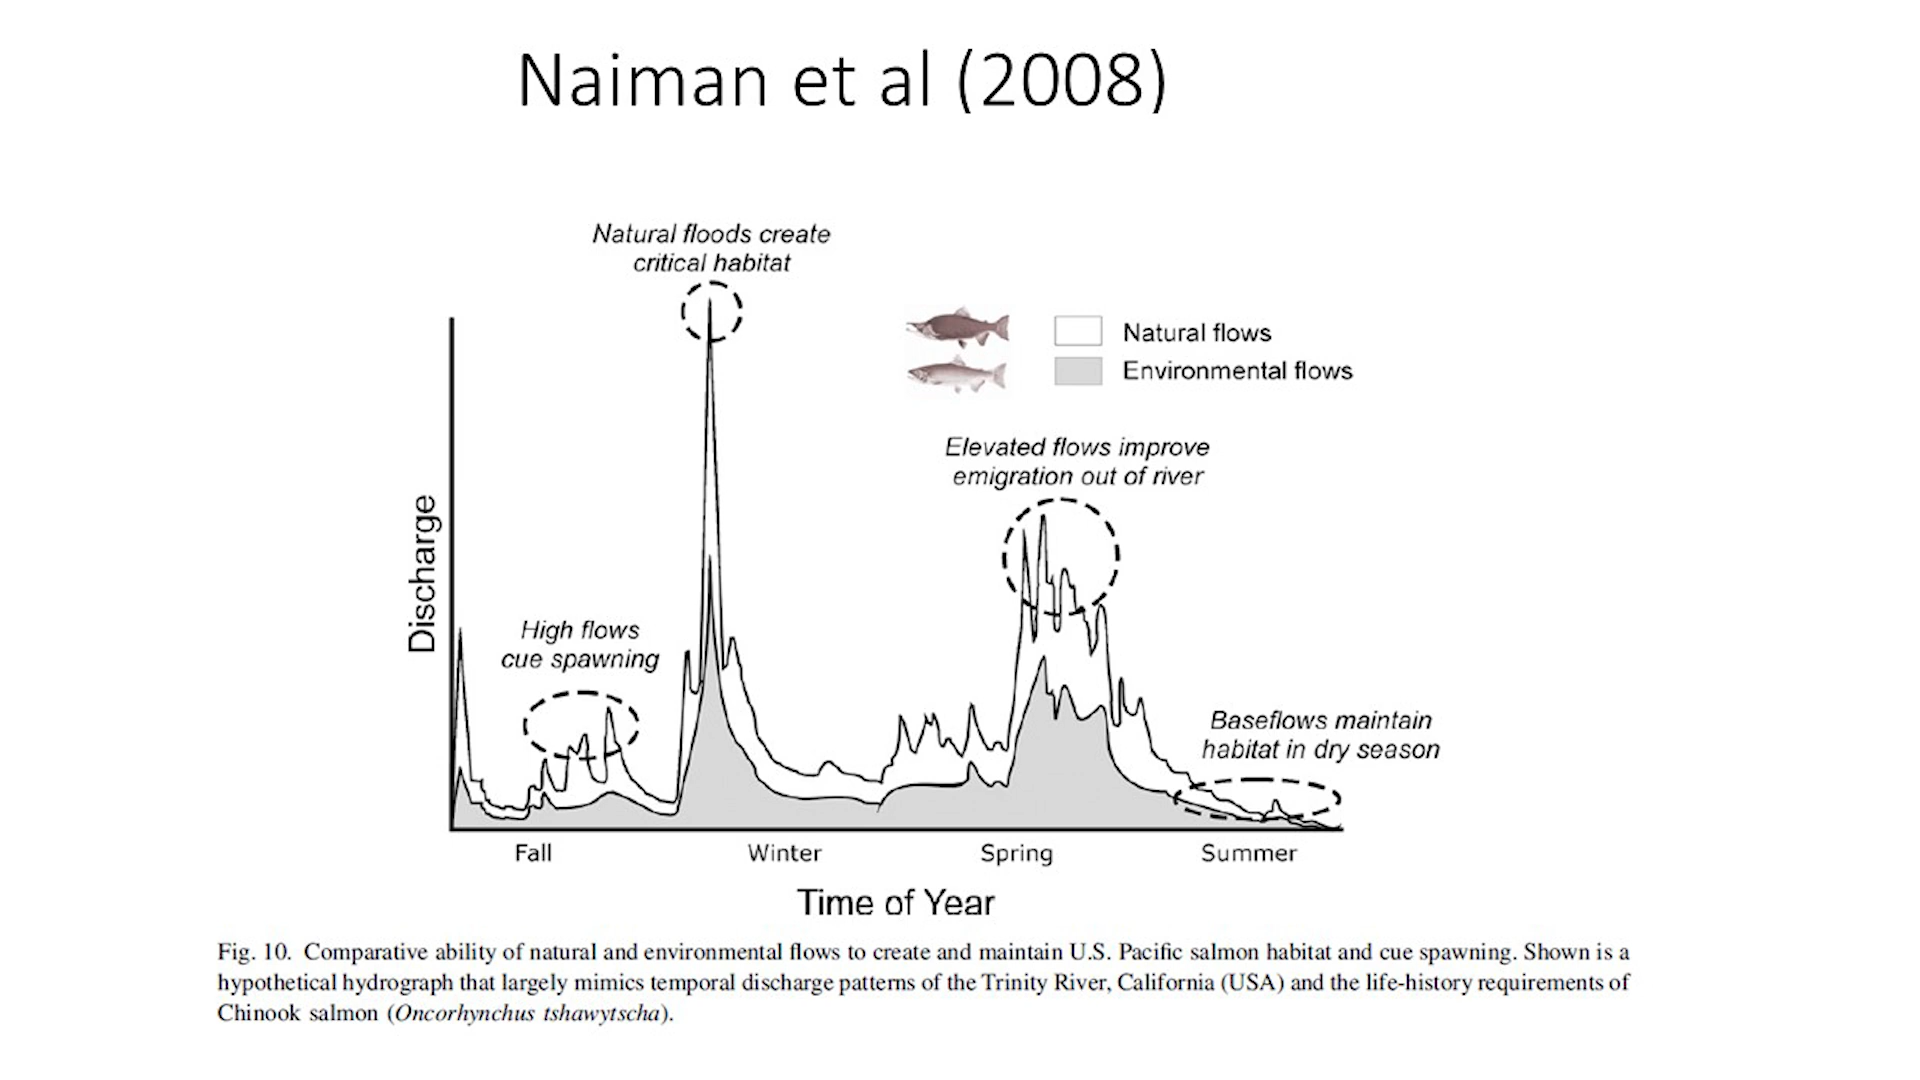 Naiman et al (2008)
Natural floods create
critical habitat
Natural flows
Environmental flows
Elevated flows improve
emigration out of river
Discharge
High flows
cue spawning
Baseflows maintain
habitat in dry season
Fall
Winter
Spring
Summer
Time of Year
Fig. 10. Comparative ability of natural and environmental flows to create and maintain U.S. Pacific salmon habitat and cue spawning. Shown is a
hypothetical hydrograph that largely mimics temporal discharge patterns of the Trinity River, California (USA) and the life-history requirements of
Chinook salmon (Oncorhynchus tshawytscha).